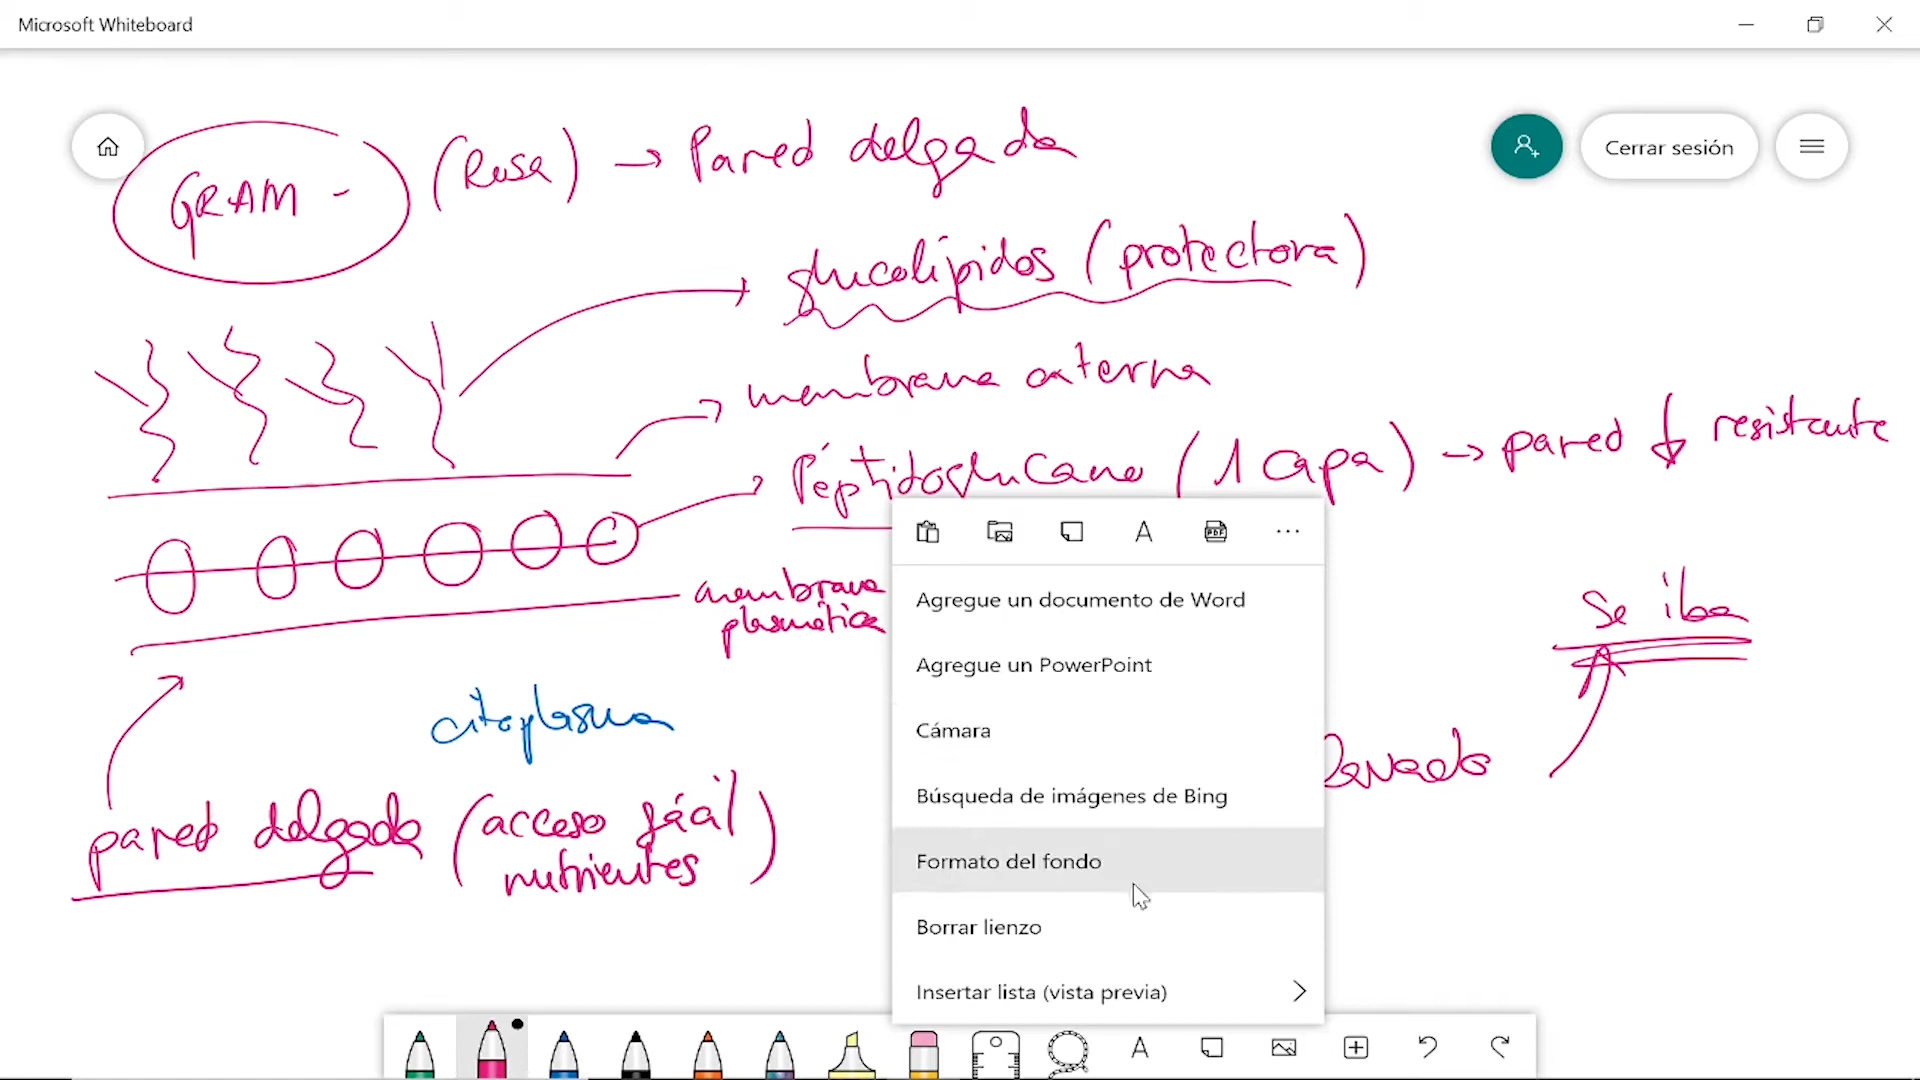 Microsoft Whiteboard
GRAM - (Rosa) → Pared delgada
Cerrar sesión
glucolípidos (protectora)
membrana externa
Peptidoglucano (1 capa) → pared ↓ resistente
membrana
plasmática
Agregue un documento de Word
Agregue un PowerPoint
Cámara
Búsqueda de imágenes de Bing
Formato del fondo
Borrar lienzo
Insertar lista (vista previa)
Se iba
lavado
citoplasma
pared delgada (acceso fácil
nutrientes)